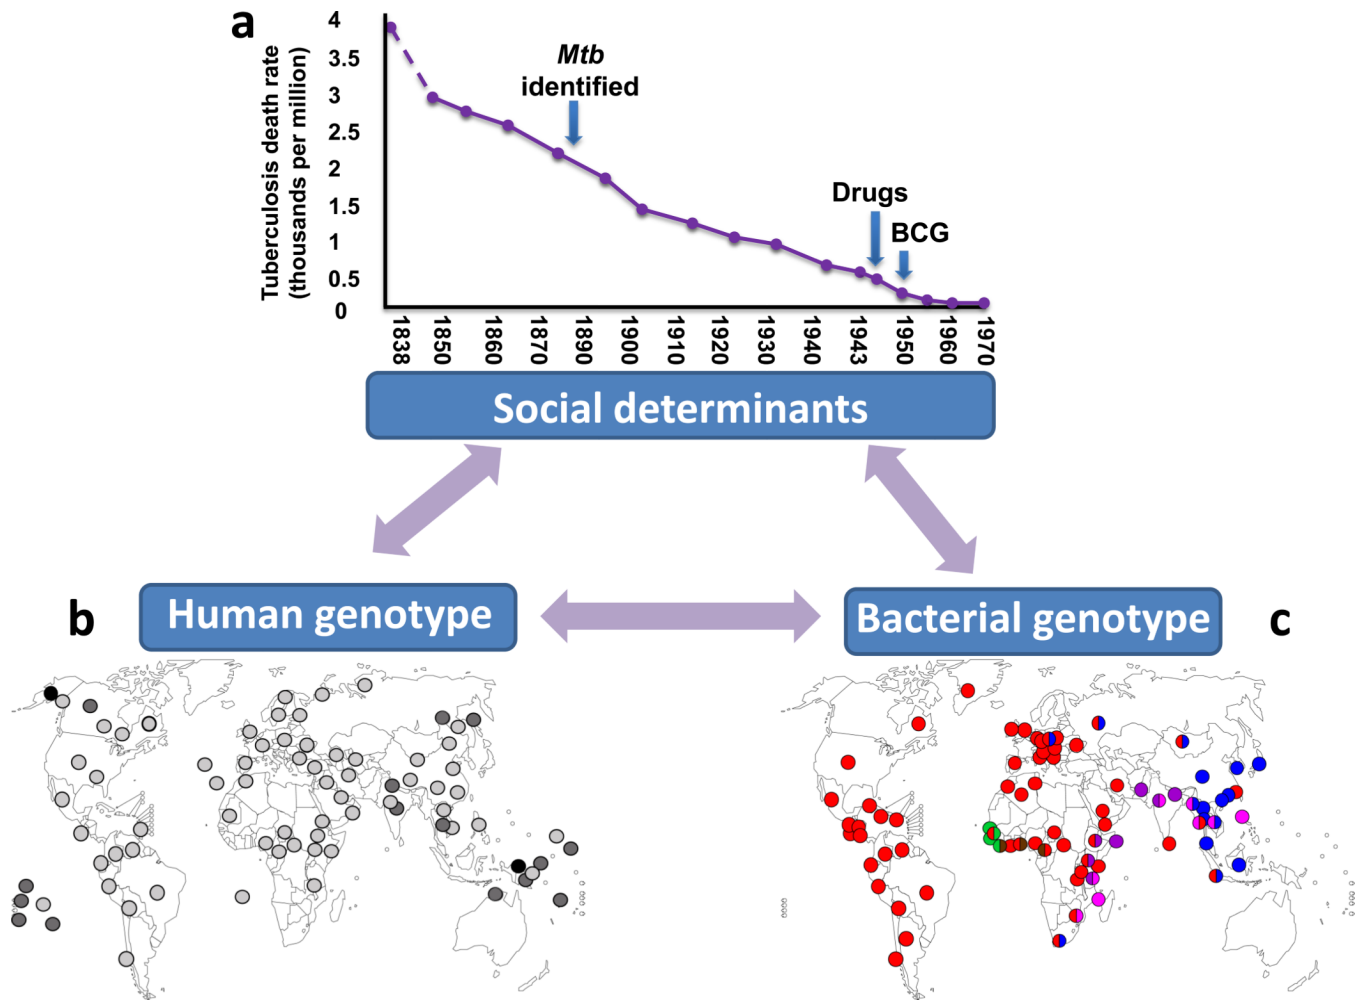 a
Tuberculosis death rate
(thousands per million)
4
3.5
3
2.5
2
1.5
1
0.5
0
Mtb
identified
Drugs
BCG
1838
1850
1860
1870
1880
1890
1900
1910
1920
1930
1940
1943
1950
1960
1970
Social determinants
b
Human genotype
Bacterial genotype
c